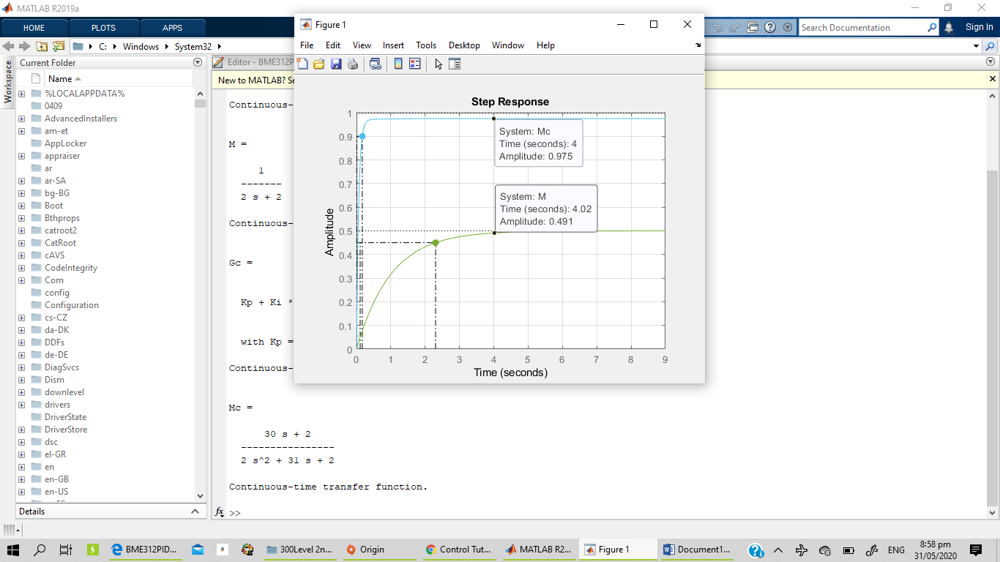 MATLAB R2019a
HOME PLOTS APPS
Search Documentation
Sign In
C: Windows System32
Workspace
Current Folder
Name
%LOCALAPPDATA%
0409
AdvancedInstallers
am-et
AppLocker
appraiser
ar
ar-SA
bg-BG
Boot
Bthprops
catroot2
CatRoot
cAVS
CodeIntegrity
Com
config
Configuration
cs-CZ
da-DK
DDFs
de-DE
DiagSvcs
Dism
downlevel
drivers
DriverState
DriverStore
dsc
el-GR
en
en-GB
en-US
Details
Editor - BME312P
New to MATLAB? Se
Continuous-
M =
1
-------
2 s + 2
Continuous-
Gc =
Kp + Ki *
with Kp =
Continuous-
Mc =
30 s + 2
----------------
2 s^2 + 31 s + 2
Continuous-time transfer function.
fx >>
Figure 1
File Edit View Insert Tools Desktop Window Help
Step Response
Amplitude
1
0.9
0.8
0.7
0.6
0.5
0.4
0.3
0.2
0.1
0
System: Mc
Time (seconds): 4
Amplitude: 0.975
System: M
Time (seconds): 4.02
Amplitude: 0.491
0 1 2 3 4 5 6 7 8 9
Time (seconds)
BME312PID...
a
300Level 2n...
Origin
Control Tut...
MATLAB R2...
Figure 1
Document1...
ENG
8:58 pm
31/05/2020